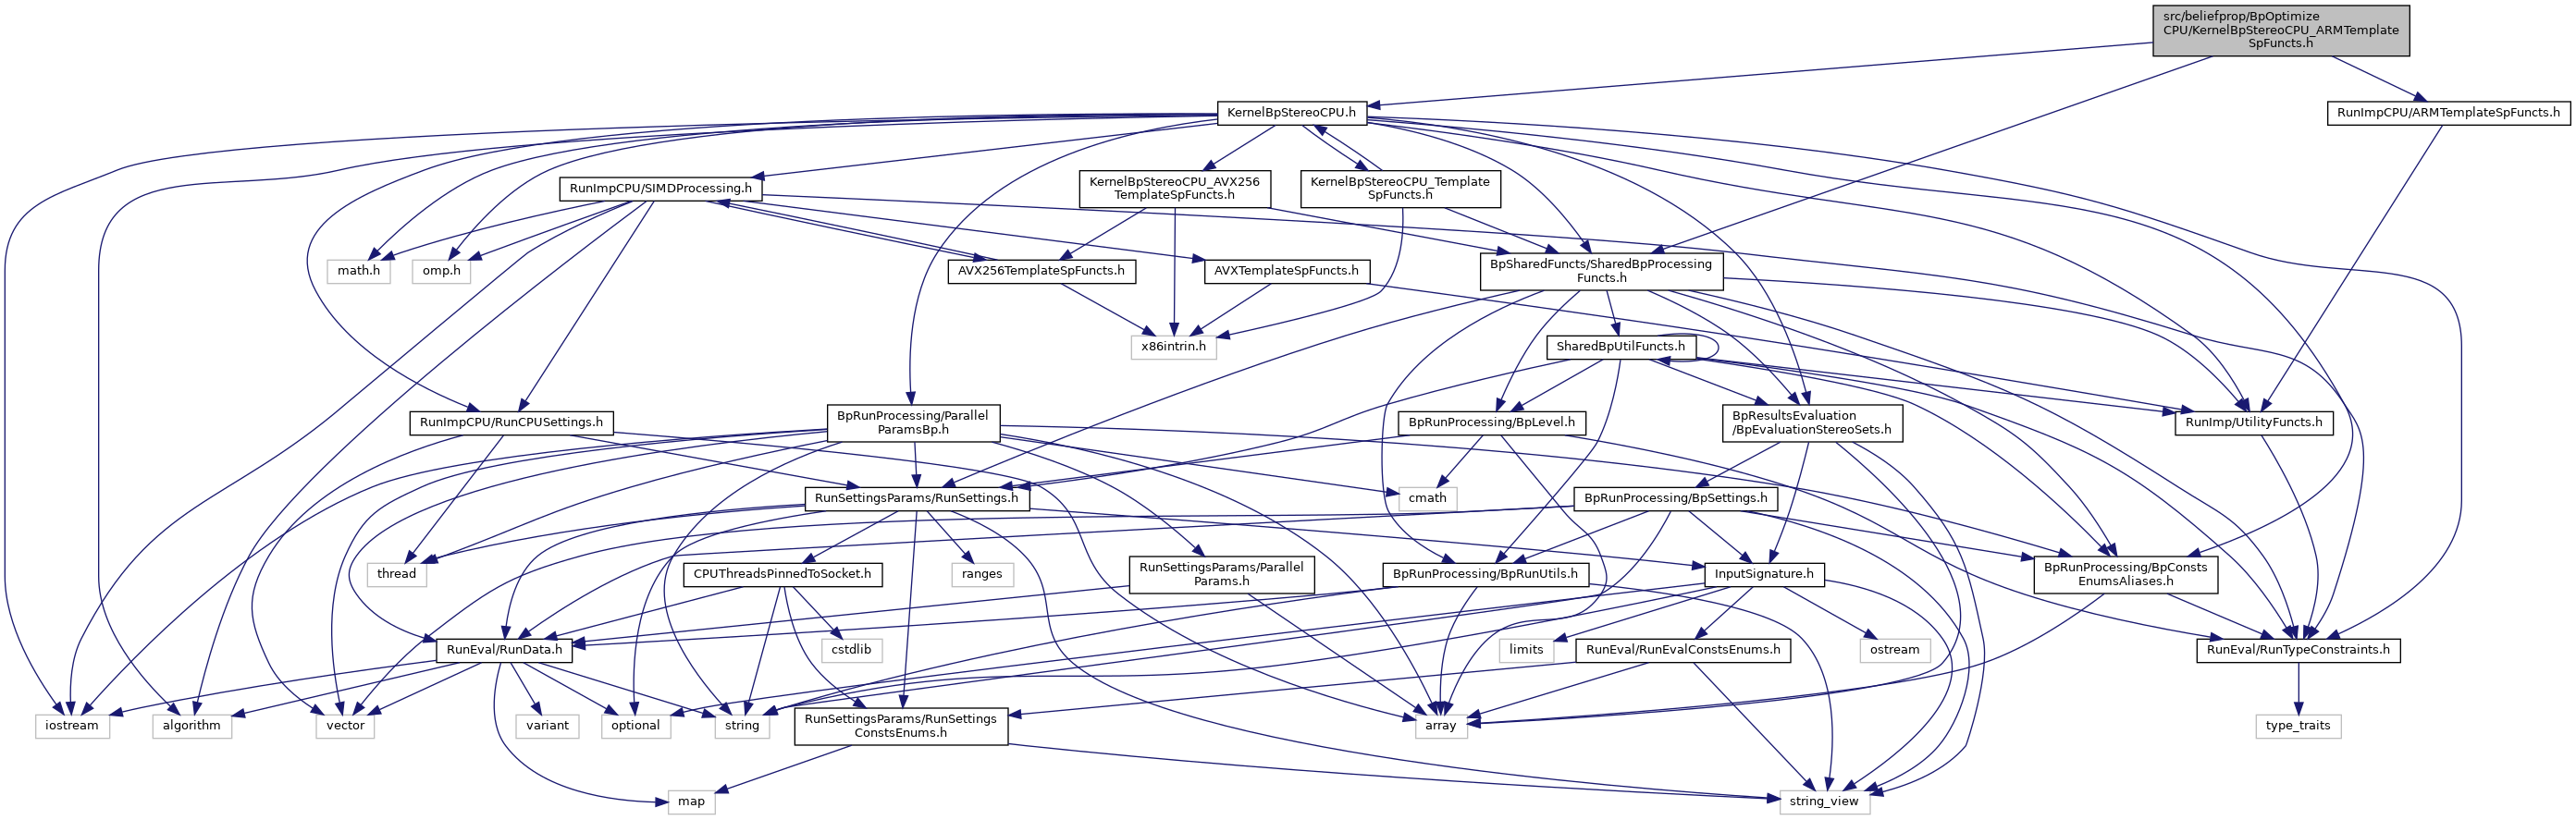 src/beliefprop/BpOptimize
CPU/KernelBpStereoCPU_ARMTemplate
SpFuncts.h
KernelBpStereoCPU.h
RunImpCPU/ARMTemplateSpFuncts.h
RunImpCPU/SIMDProcessing.h
KernelBpStereoCPU_AVX256
TemplateSpFuncts.h
KernelBpStereoCPU_Template
SpFuncts.h
math.h
omp.h
AVX256TemplateSpFuncts.h
AVXTemplateSpFuncts.h
BpSharedFuncts/SharedBpProcessing
Functs.h
x86intrin.h
SharedBpUtilFuncts.h
RunImpCPU/RunCPUSettings.h
BpRunProcessing/Parallel
ParamsBp.h
BpRunProcessing/BpLevel.h
BpResultsEvaluation
/BpEvaluationStereoSets.h
RunImp/UtilityFuncts.h
RunSettingsParams/RunSettings.h
cmath
BpRunProcessing/BpSettings.h
thread
CPUThreadsPinnedToSocket.h
ranges
RunSettingsParams/Parallel
Params.h
BpRunProcessing/BpRunUtils.h
InputSignature.h
BpRunProcessing/BpConsts
EnumsAliases.h
RunEval/RunData.h
cstdlib
limits
RunEval/RunEvalConstsEnums.h
ostream
RunEval/RunTypeConstraints.h
iostream
algorithm
vector
variant
optional
string
RunSettingsParams/RunSettings
ConstsEnums.h
array
type_traits
map
string_view